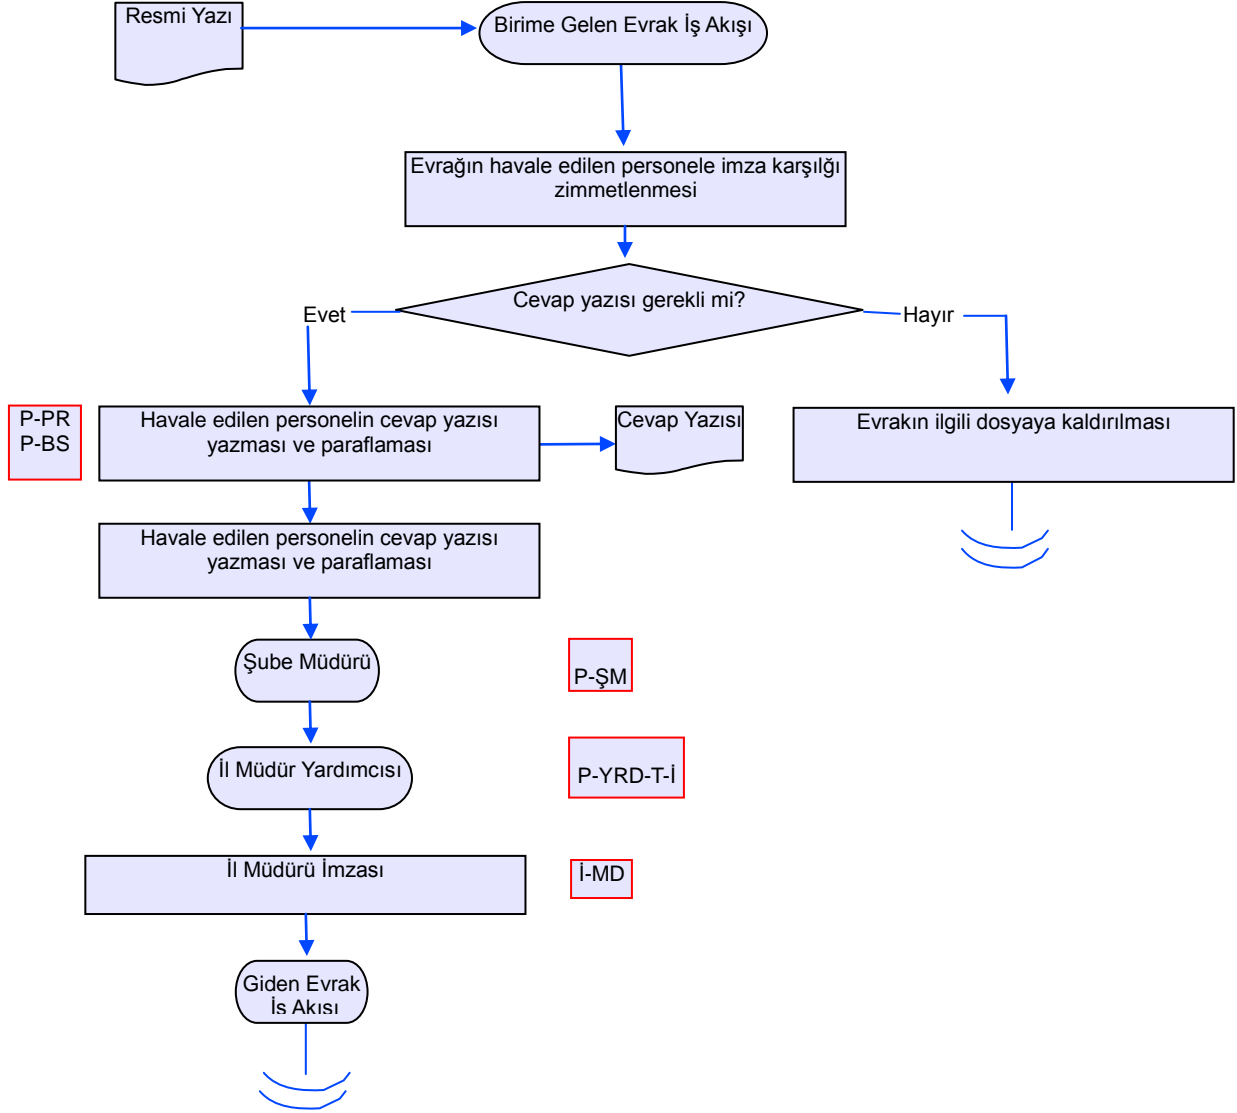 Resmi Yazı
Birime Gelen Evrak İş Akışı
Evrağın havale edilen personele imza karşılğı
zimmetlenmesi
Cevap yazısı gerekli mi?
Evet
Hayır
P-PR
P-BS
Havale edilen personelin cevap yazısı
yazması ve paraflaması
Cevap Yazısı
Evrakın ilgili dosyaya kaldırılması
Havale edilen personelin cevap yazısı
yazması ve paraflaması
Şube Müdürü
P-ŞM
İl Müdür Yardımcısı
P-YRD-T-İ
İl Müdürü İmzası
İ-MD
Giden Evrak
İş Akışı